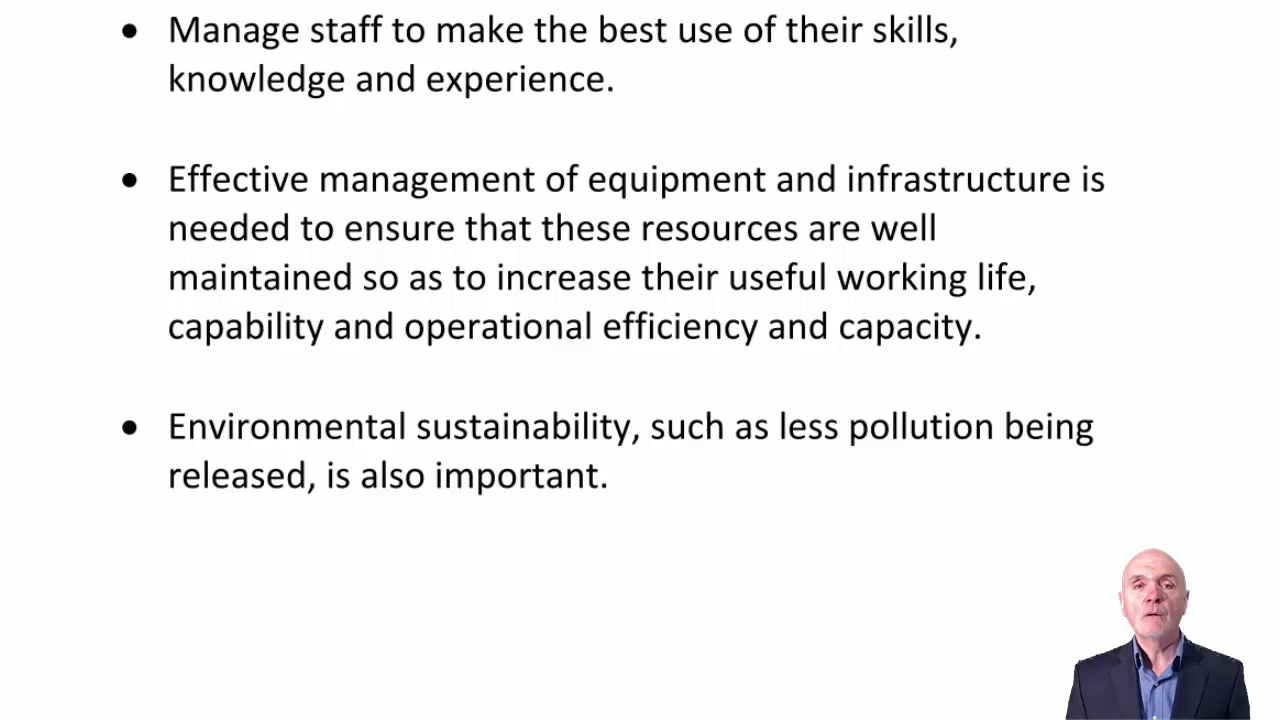 • Manage staff to make the best use of their skills,
knowledge and experience.
• Effective management of equipment and infrastructure is
needed to ensure that these resources are well
maintained so as to increase their useful working life,
capability and operational efficiency and capacity.
• Environmental sustainability, such as less pollution being
released, is also important.